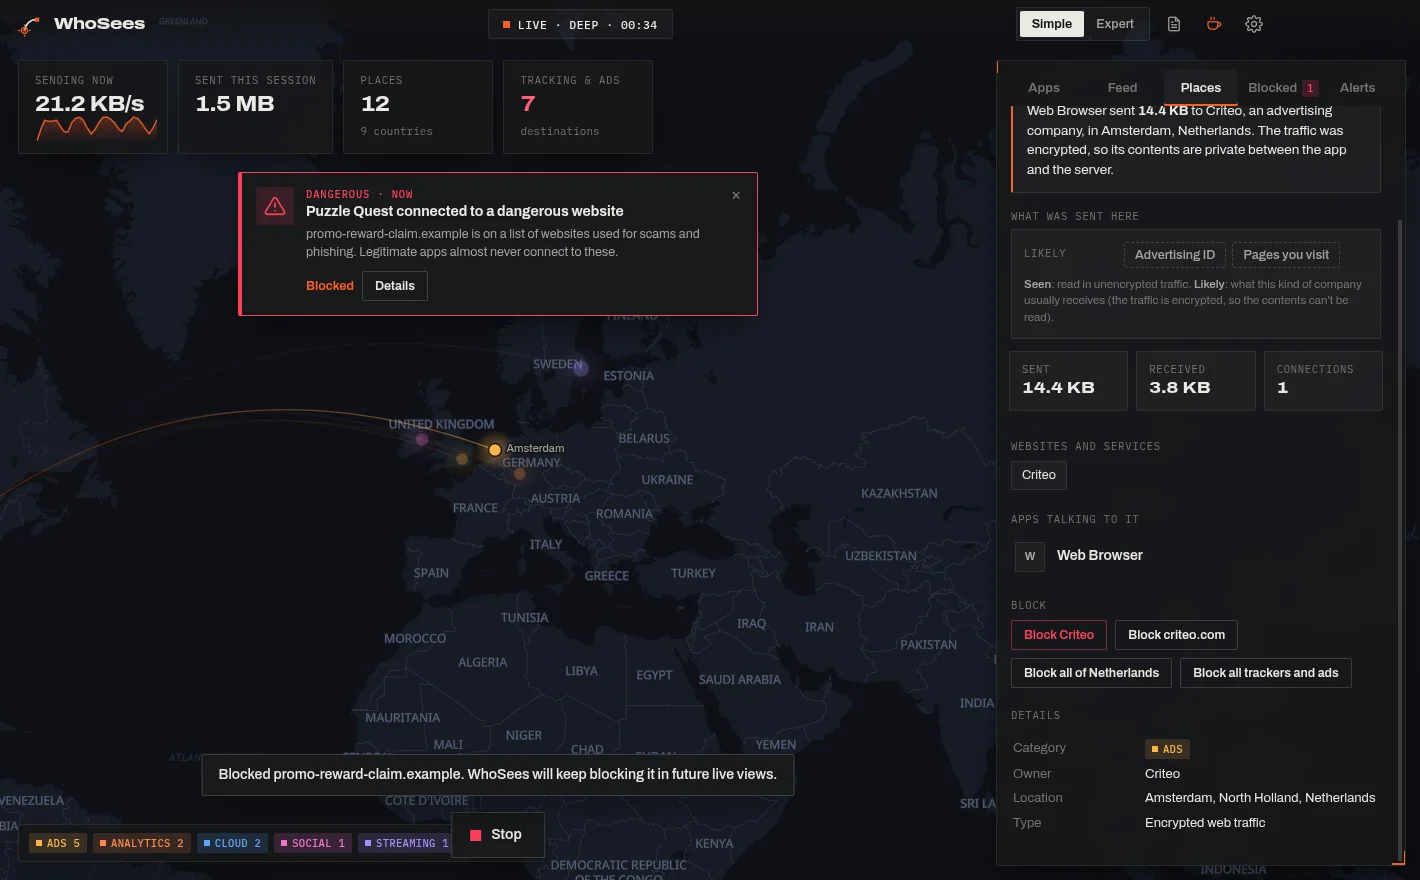 WhoSees
GREENLAND
LIVE · DEEP · 00:34
Simple
Expert
SENDING NOW
21.2 KB/s
SENT THIS SESSION
1.5 MB
PLACES
12
9 countries
TRACKING & ADS
7
destinations
DANGEROUS · NOW
Puzzle Quest connected to a dangerous website
promo-reward-claim.example is on a list of websites used for scams and
phishing. Legitimate apps almost never connect to these.
Blocked
Details
FINLAND
SWEDEN
ESTONIA
UNITED KINGDOM
BELARUS
Amsterdam
GERMANY
UKRAINE
KAZAKHSTAN
FRANCE
AUSTRIA
ROMANIA
ITALY
UZBEKISTAN
SPAIN
GREECE
TURKEY
TUNISIA
MOROCCO
IRAQ
IRAN
PAKISTAN
ALGERIA
LIBYA
EGYPT
SAUDI ARABIA
INDIA
MAURITANIA
MALI
NIGER
CHAD
SUDAN
YEMEN
ATLAN
Blocked promo-reward-claim.example. WhoSees will keep blocking it in future live views.
VENEZUELA
COTE D'IVOIRE
SRI LA
BIA
ADS 5
ANALYTICS 2
CLOUD 2
SOCIAL 1
STREAMING 1
Stop
KENYA
DEMOCRATIC REPUBLIC
OF THE CONGO
INDONESIA
Apps
Feed
Places
Blocked 1
Alerts
Web Browser sent 14.4 KB to Criteo, an advertising
company, in Amsterdam, Netherlands. The traffic was
encrypted, so its contents are private between the app
and the server.
WHAT WAS SENT HERE
LIKELY
Advertising ID
Pages you visit
Seen: read in unencrypted traffic. Likely: what this kind of company
usually receives (the traffic is encrypted, so the contents can't be
read).
SENT
14.4 KB
RECEIVED
3.8 KB
CONNECTIONS
1
WEBSITES AND SERVICES
Criteo
APPS TALKING TO IT
W
Web Browser
BLOCK
Block Criteo
Block criteo.com
Block all of Netherlands
Block all trackers and ads
DETAILS
Category
ADS
Owner
Criteo
Location
Amsterdam, North Holland, Netherlands
Type
Encrypted web traffic